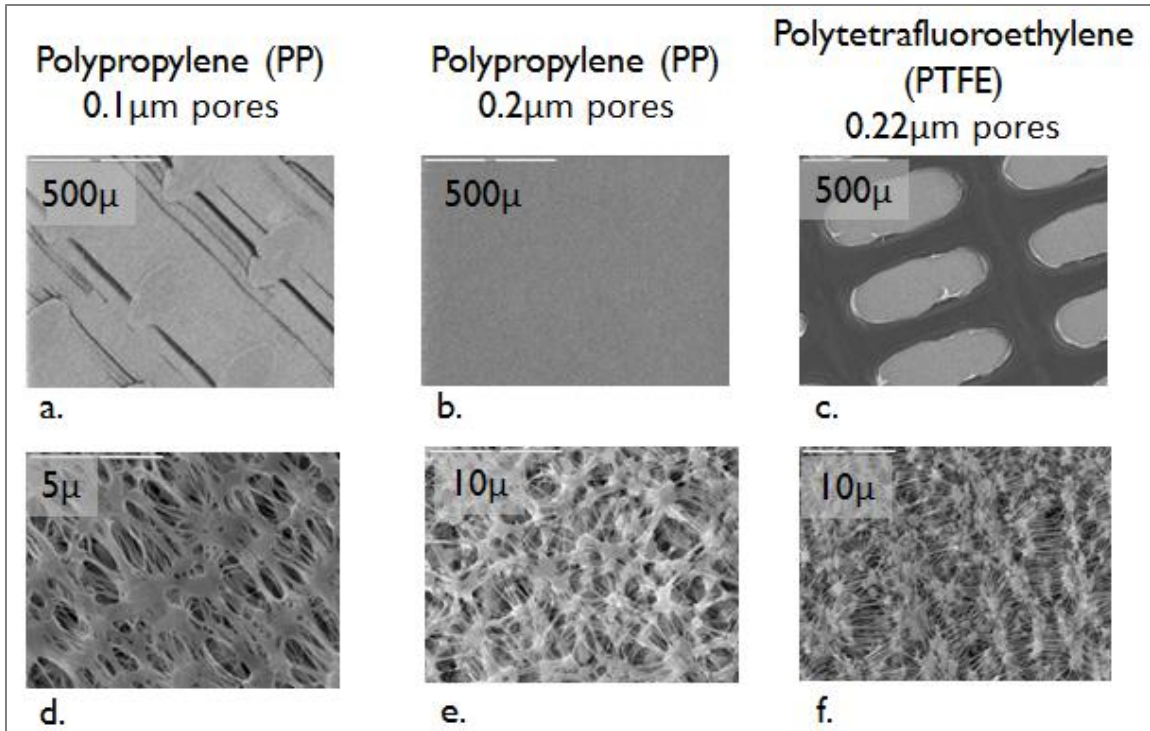 Polypropylene (PP)
0.1µm pores
Polypropylene (PP)
0.2µm pores
Polytetrafluoroethylene
(PTFE)
0.22µm pores
500µ
500µ
500µ
a.
b.
c.
5µ
10µ
10µ
d.
e.
f.